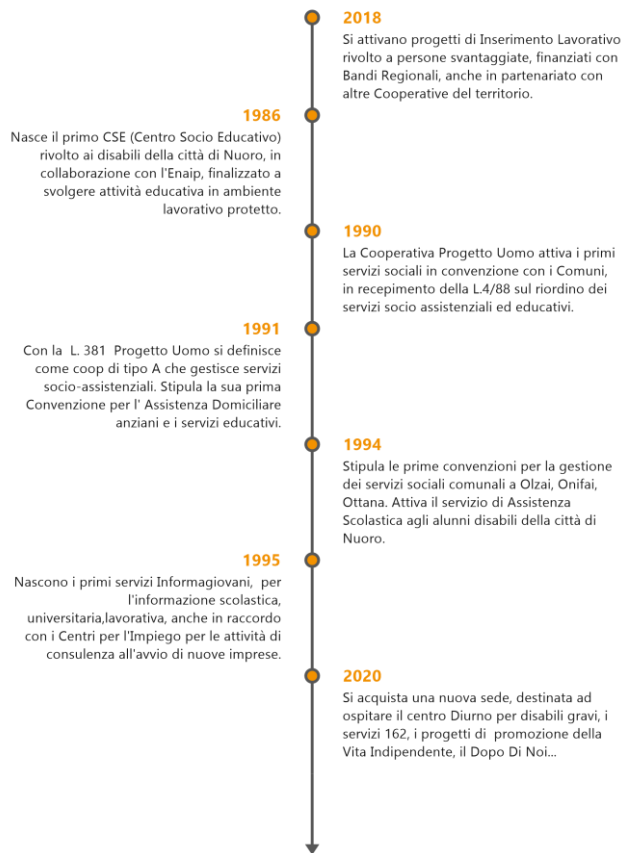 2018
Si attivano progetti di Inserimento Lavorativo
rivolto a persone svantaggiate, finanziati con
Bandi Regionali, anche in partenariato con
altre Cooperative del territorio.
1986
Nasce il primo CSE (Centro Socio Educativo)
rivolto ai disabili della città di Nuoro, in
collaborazione con l'Enaip, finalizzato a
svolgere attività educativa in ambiente
lavorativo protetto.
1990
La Cooperativa Progetto Uomo attiva i primi
servizi sociali in convenzione con i Comuni,
in recepimento della L.4/88 sul riordino dei
servizi socio assistenziali ed educativi.
1991
Con la  L. 381  Progetto Uomo si definisce
come coop di tipo A che gestisce servizi
socio-assistenziali. Stipula la sua prima
Convenzione per l' Assistenza Domiciliare
anziani e i servizi educativi.
1994
Stipula le prime convenzioni per la gestione
dei servizi sociali comunali a Olzai, Onifai,
Ottana. Attiva il servizio di Assistenza
Scolastica agli alunni disabili della città di
Nuoro.
1995
Nascono i primi servizi Informagiovani,  per
l'informazione scolastica,
universitaria,lavorativa, anche in raccordo
con i Centri per l'Impiego per le attività di
consulenza all'avvio di nuove imprese.
2020
Si acquista una nuova sede, destinata ad
ospitare il centro Diurno per disabili gravi, i
servizi 162, i progetti di  promozione della
Vita Indipendente, il Dopo Di Noi...